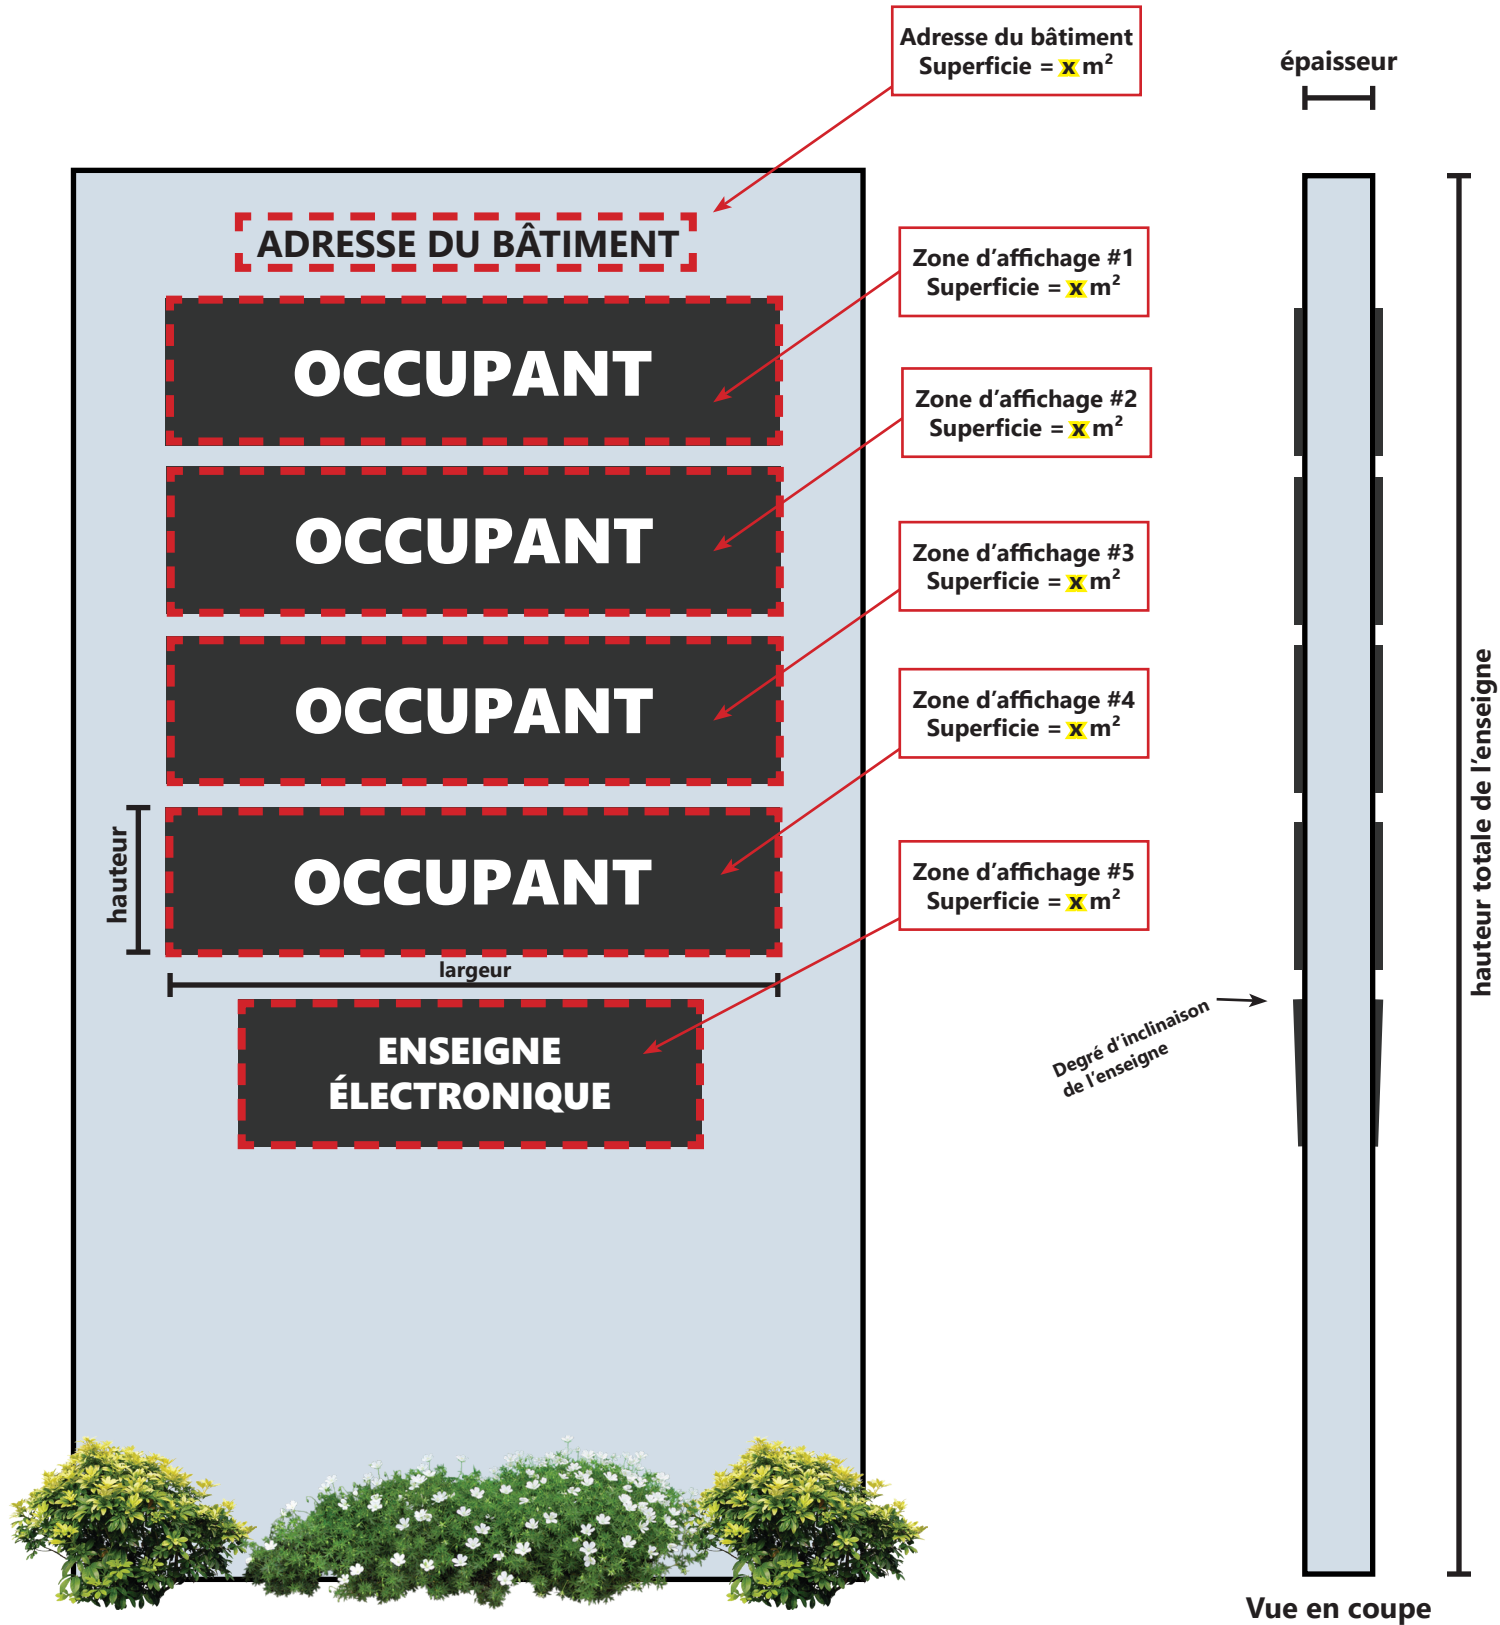 Adresse du bâtiment
Superficie = x m²
épaisseur
ADRESSE DU BÂTIMENT
Zone d’affichage #1
Superficie = x m²
OCCUPANT
Zone d’affichage #2
Superficie = x m²
OCCUPANT
Zone d’affichage #3
Superficie = x m²
OCCUPANT
Zone d’affichage #4
Superficie = x m²
hauteur
OCCUPANT
Zone d’affichage #5
Superficie = x m²
largeur
ENSEIGNE
ÉLECTRONIQUE
Degré d’inclinaison
de l’enseigne
hauteur totale de l’enseigne
Vue en coupe